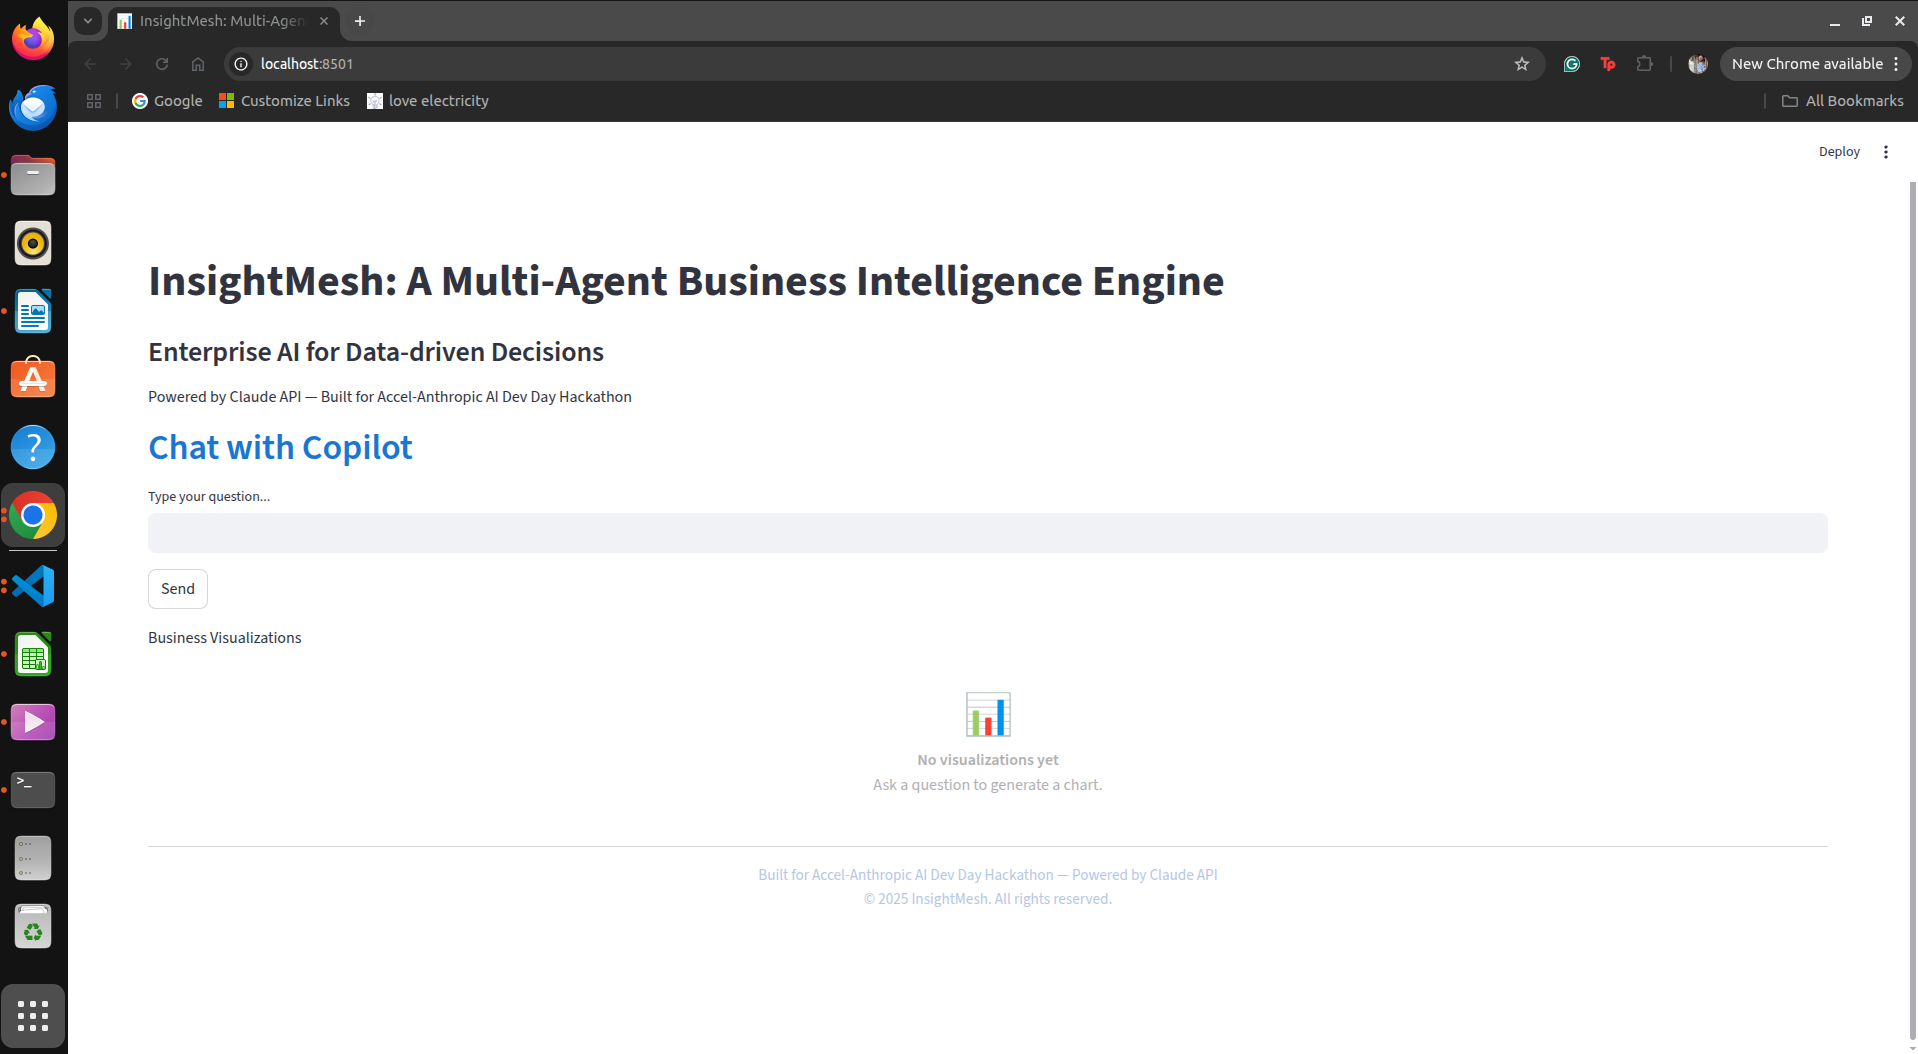 InsightMesh: Multi-Agen
localhost:8501
New Chrome available
Google
Customize Links
love electricity
All Bookmarks
Deploy
InsightMesh: A Multi-Agent Business Intelligence Engine
Enterprise AI for Data-driven Decisions
Powered by Claude API — Built for Accel-Anthropic AI Dev Day Hackathon
Chat with Copilot
Type your question...
Send
Business Visualizations
No visualizations yet
Ask a question to generate a chart.
Built for Accel-Anthropic AI Dev Day Hackathon — Powered by Claude API
© 2025 InsightMesh. All rights reserved.